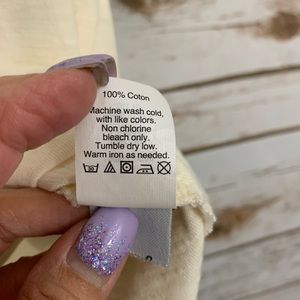 100% Coton
Machine wash cold,
with like colors.
Non chlorine
bleach only.
Tumble dry low.
Warm iron as needed.